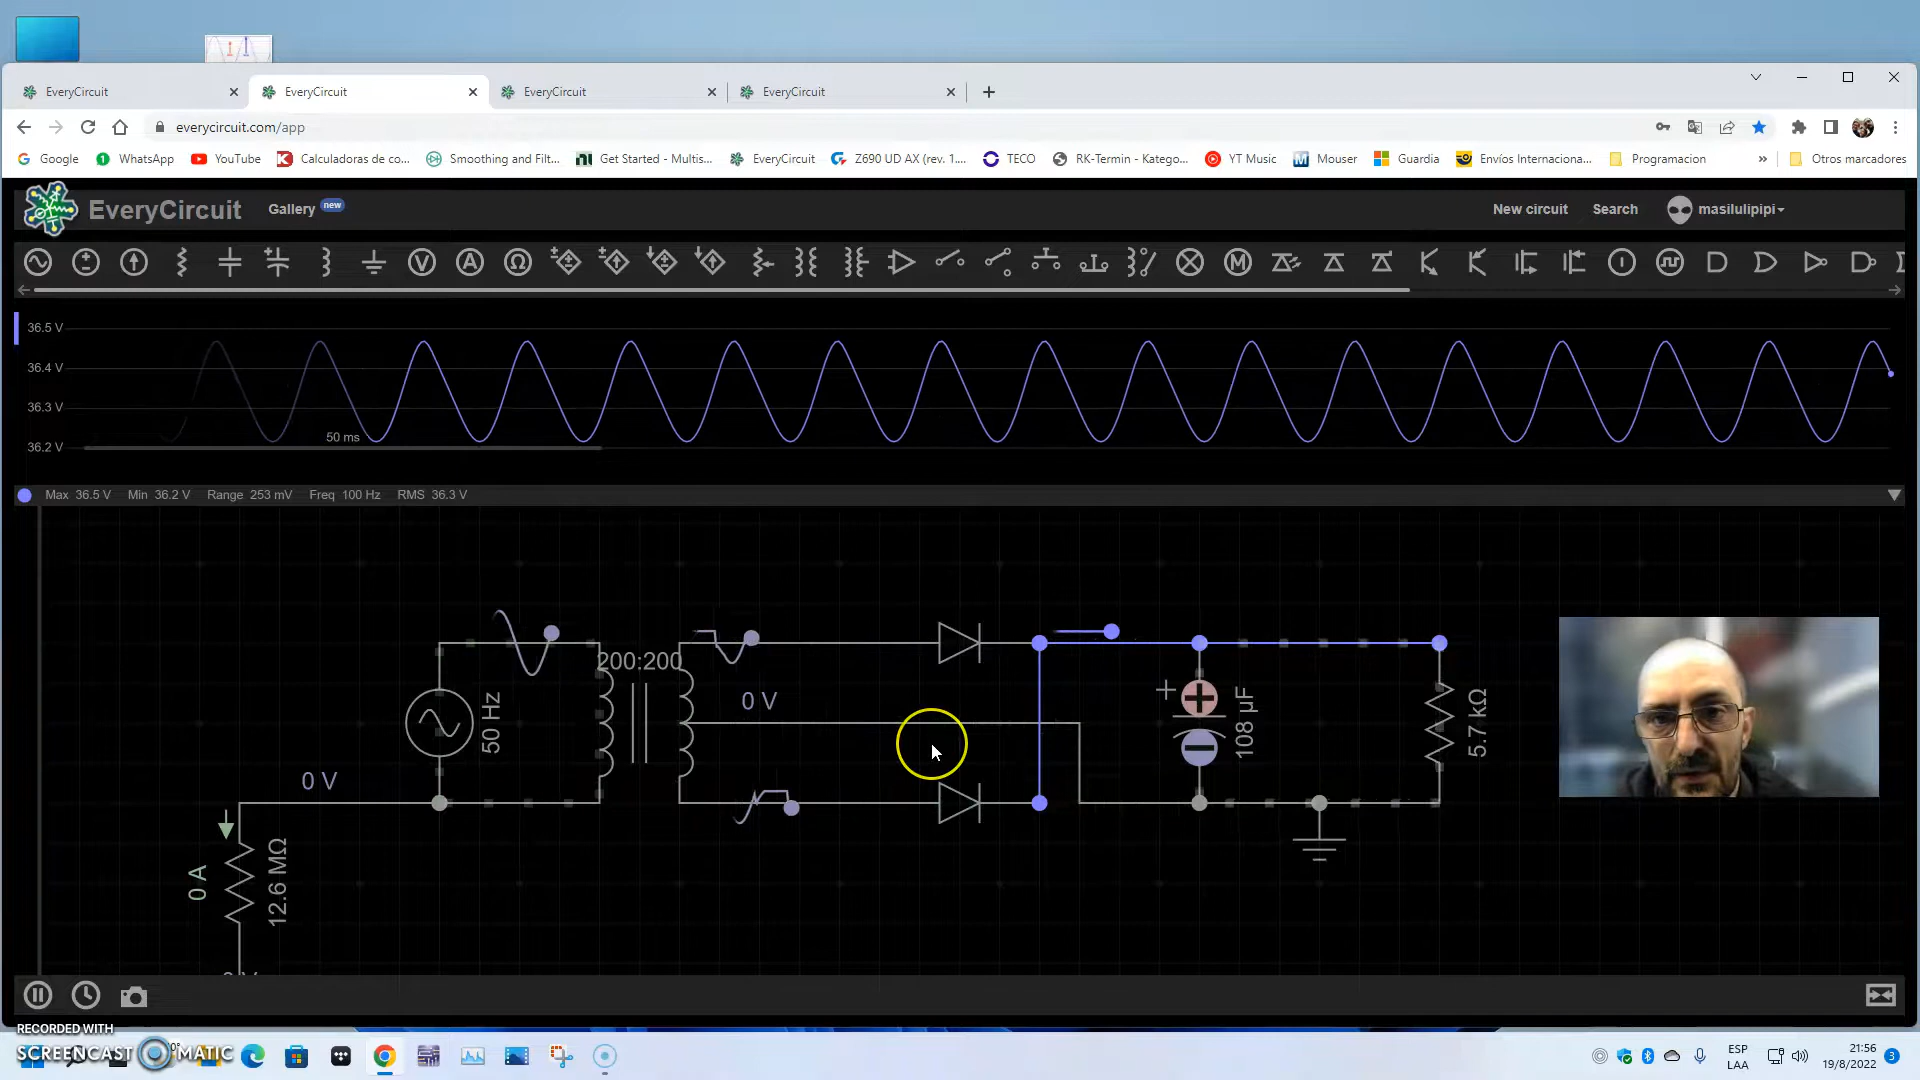 EveryCircuit
EveryCircuit
EveryCircuit
EveryCircuit
everycircuit.com/app
Google
WhatsApp
YouTube
Calculadoras de co...
Smoothing and Filt...
Get Started - Multis...
EveryCircuit
Z690 UD AX (rev. 1....
TECO
RK-Termin - Katego...
YT Music
Mouser
Guardia
Envíos Internaciona...
Programacion
»
Otros marcadores
EveryCircuit
Gallery new
New circuit
Search
masilulipipi
36.5 V
36.4 V
36.3 V
50 ms
36.2 V
Max 36.5 V Min 36.2 V Range 253 mV Freq 100 Hz RMS 36.3 V
200:200
0 V
50 Hz
108 µF
5.7 kΩ
0 V
0 A
12.6 MΩ
RECORDED WITH
SCREENCAST MATIC
ESP
LAA
21:56
19/8/2022
3